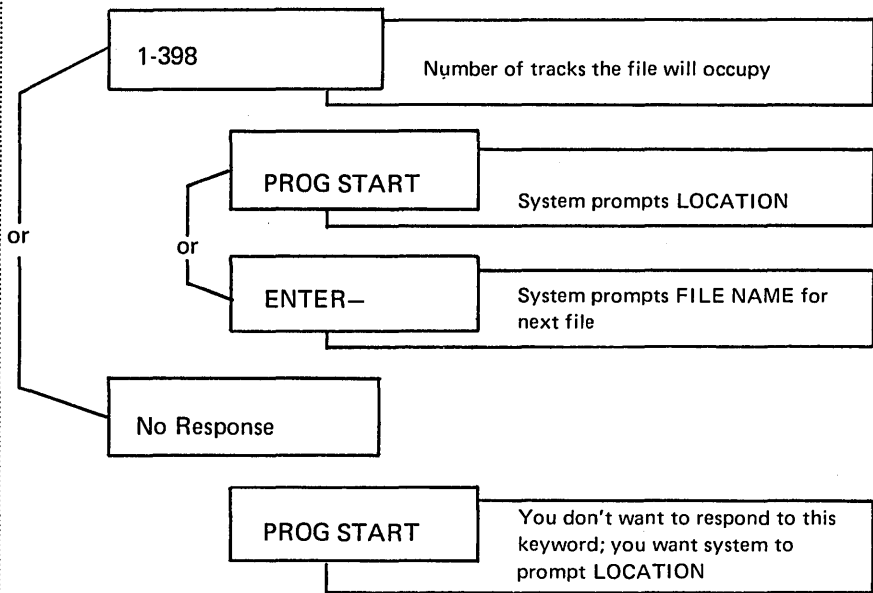 1-398
Number of tracks the file will occupy
PROG START
System prompts LOCATION
or
or
ENTER–
System prompts FILE NAME for
next file
No Response
PROG START
You don't want to respond to this
keyword; you want system to
prompt LOCATION